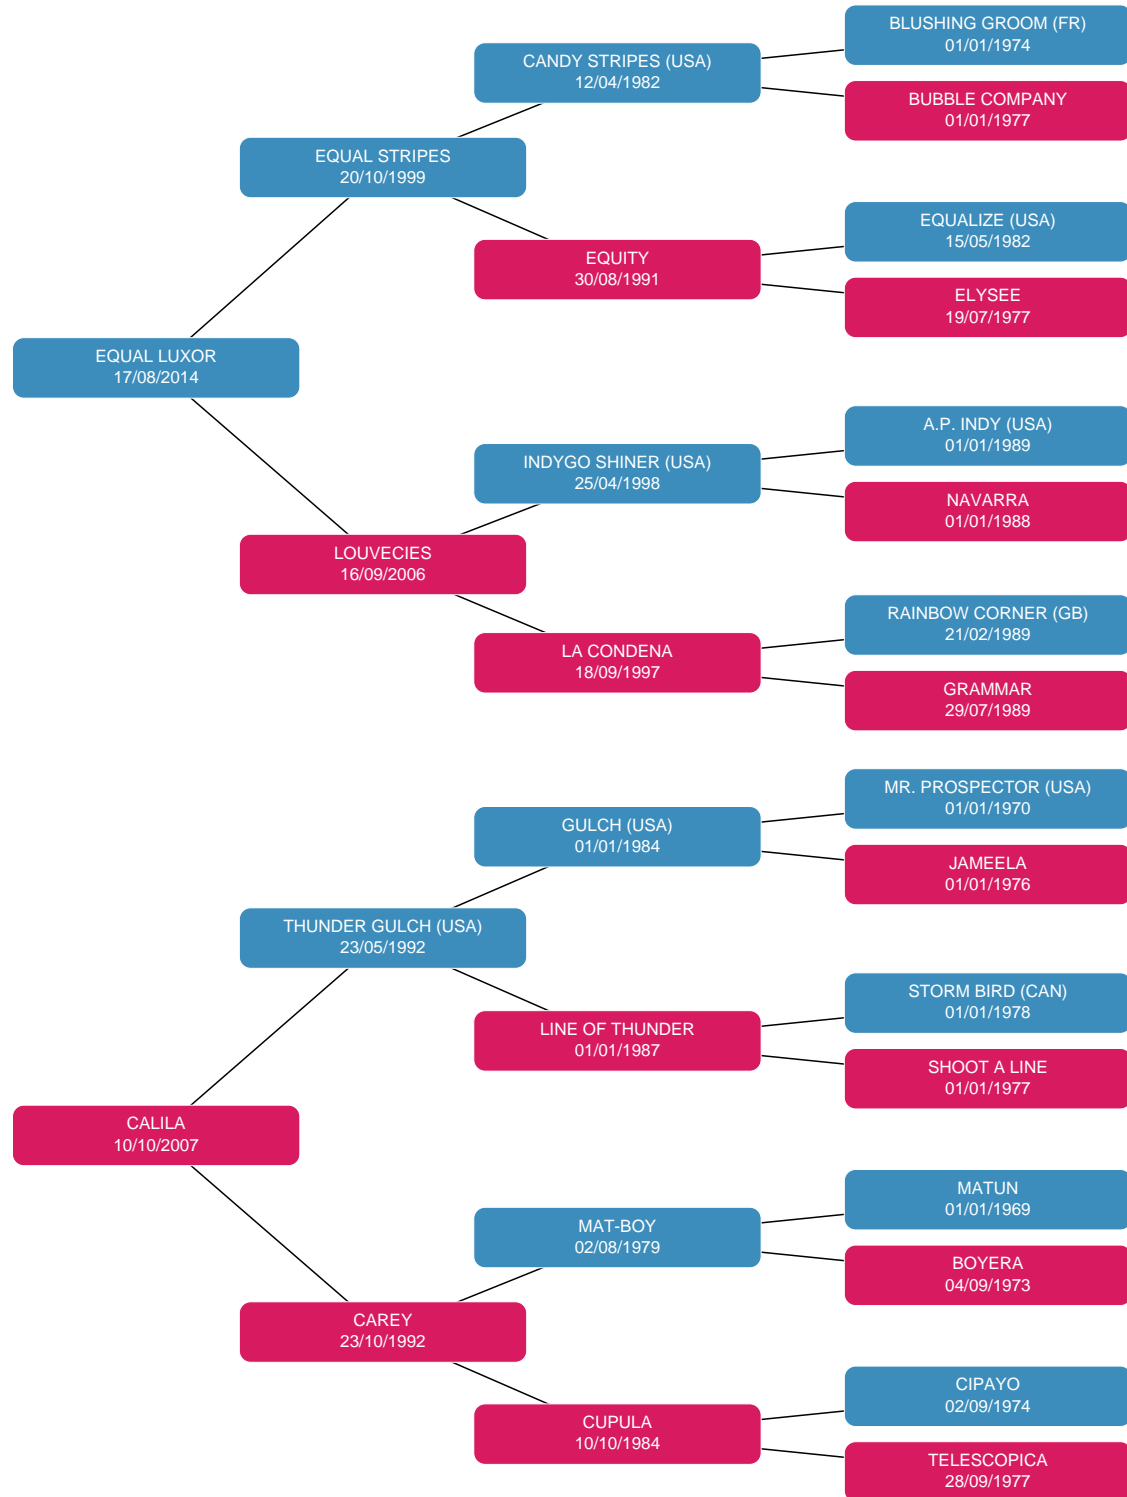 BLUSHING GROOM (FR)
01/01/1974
CANDY STRIPES (USA)
12/04/1982
BUBBLE COMPANY
01/01/1977
EQUAL STRIPES
20/10/1999
EQUALIZE (USA)
15/05/1982
EQUITY
30/08/1991
ELYSEE
19/07/1977
EQUAL LUXOR
17/08/2014
A.P. INDY (USA)
01/01/1989
INDYGO SHINER (USA)
25/04/1998
NAVARRA
01/01/1988
LOUVECIES
16/09/2006
RAINBOW CORNER (GB)
21/02/1989
LA CONDENA
18/09/1997
GRAMMAR
29/07/1989
MR. PROSPECTOR (USA)
01/01/1970
GULCH (USA)
01/01/1984
JAMEELA
01/01/1976
THUNDER GULCH (USA)
23/05/1992
STORM BIRD (CAN)
01/01/1978
LINE OF THUNDER
01/01/1987
SHOOT A LINE
01/01/1977
CALILA
10/10/2007
MATUN
01/01/1969
MAT-BOY
02/08/1979
BOYERA
04/09/1973
CAREY
23/10/1992
CIPAYO
02/09/1974
CUPULA
10/10/1984
TELESCOPICA
28/09/1977